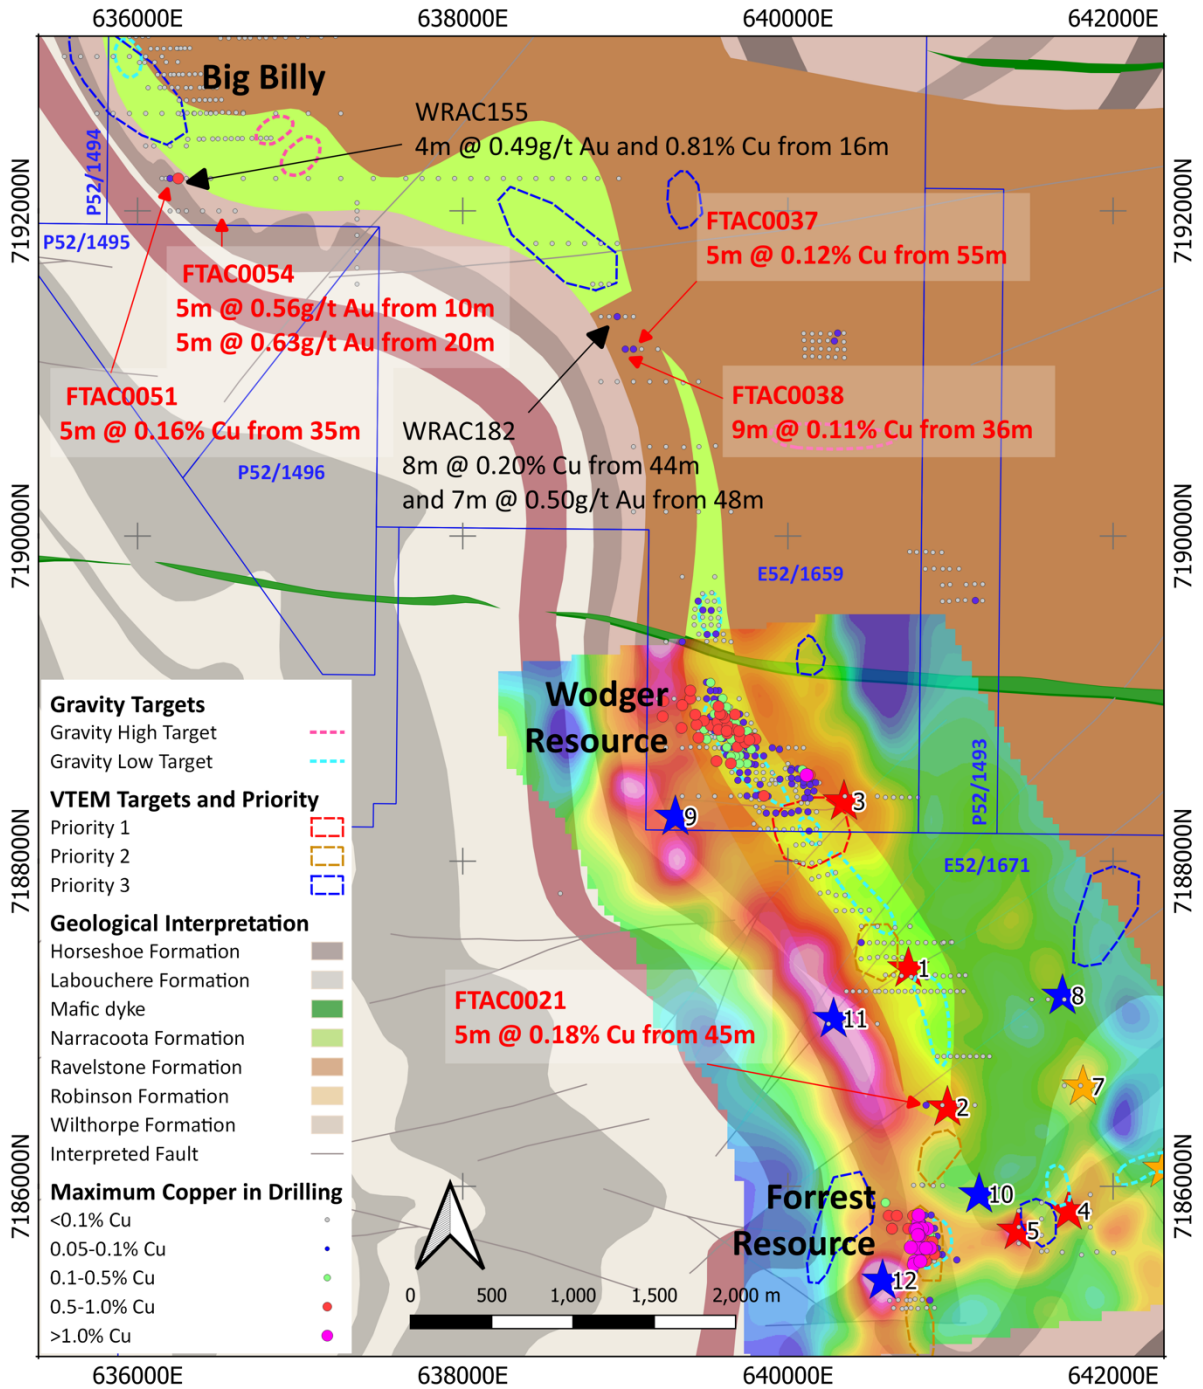 636000E
638000E
640000E
642000E
Big Billy
WRAC155
4m @ 0.49g/t Au and 0.81% Cu from 16m
P52/1494
7192000N
7192000N
P52/1495
FTAC0037
5m @ 0.12% Cu from 55m
FTAC0054
5m @ 0.56g/t Au from 10m
5m @ 0.63g/t Au from 20m
FTAC0051
5m @ 0.16% Cu from 35m
FTAC0038
9m @ 0.11% Cu from 36m
WRAC182
8m @ 0.20% Cu from 44m
and 7m @ 0.50g/t Au from 48m
P52/1496
7190000N
7190000N
E52/1659
Wodger
Resource
P52/1493
3
9
7188000N
7188000N
E52/1671
1
8
11
FTAC0021
5m @ 0.18% Cu from 45m
7
2
7186000N
7186000N
Forrest
Resource
10
4
5
12
Gravity Targets
Gravity High Target
Gravity Low Target
VTEM Targets and Priority
Priority 1
Priority 2
Priority 3
Geological Interpretation
Horseshoe Formation
Labouchere Formation
Mafic dyke
Narracoota Formation
Ravelstone Formation
Robinson Formation
Wilthorpe Formation
Interpreted Fault
Maximum Copper in Drilling
<0.1% Cu
0.05-0.1% Cu
0.1-0.5% Cu
0.5-1.0% Cu
>1.0% Cu
0 500 1,000 1,500 2,000 m
636000E
638000E
640000E
642000E